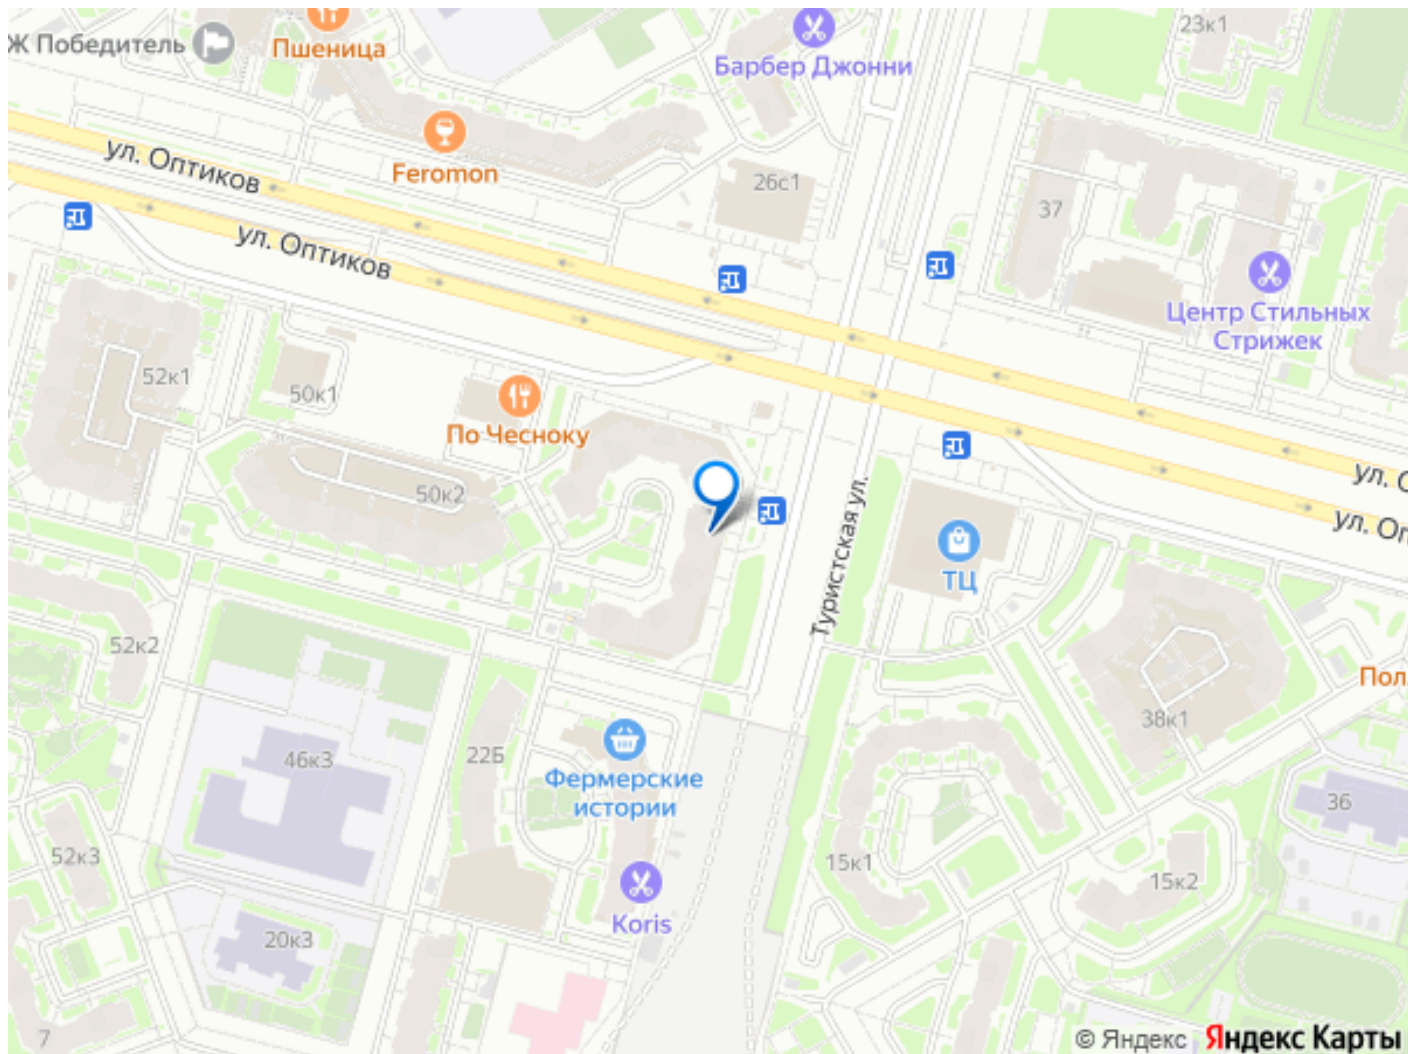 23к1
Ж Победитель
Пшеница
Барбер Джонни
ул. Оптиков
Feromon
26с1
37
ул. Оптиков
Центр Стильных
Стрижек
52к1
50к1
По Чесноку
50к2
ул. О
ул. Оп
Туристская ул.
ТЦ
52к2
Пол
38к1
46к3
22Б
Фермерские
истории
36
52к3
15к1
15к2
Koris
20к3
7
© Яндекс Яндекс Карты